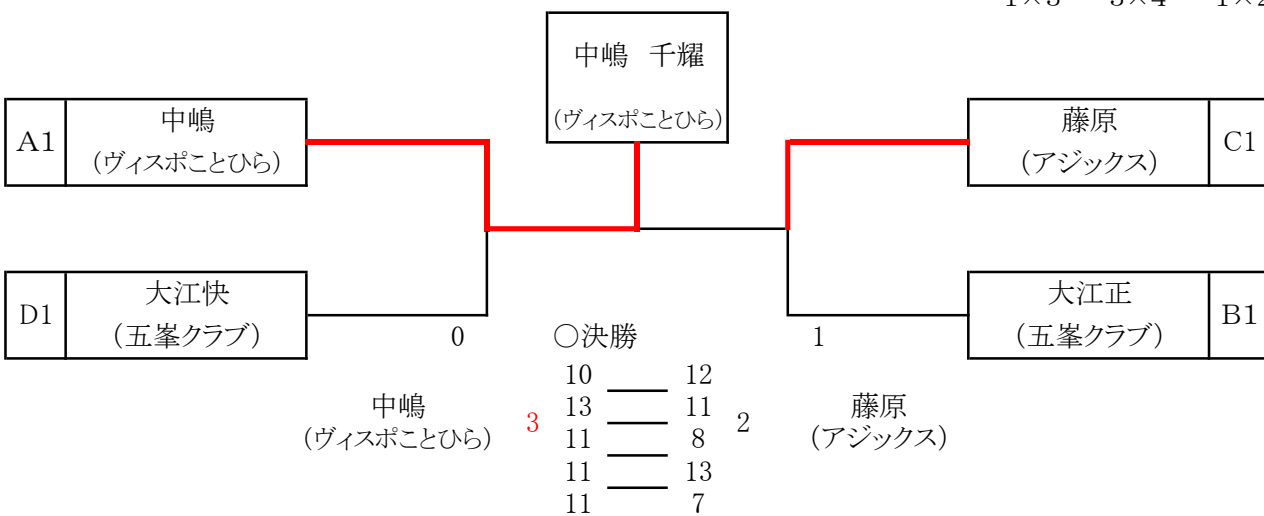 1×3 3×4
中嶋 千耀
(ヴィスポことひら)
A1
中嶋
(ヴィスポことひら)
藤原
(アジックス)
C1
D1
大江快
(五峯クラブ)
0
大江正
(五峯クラブ)
B1
1
○決勝
中嶋
(ヴィスポことひら)
3
10 12
13 11
11 8
11 13
11 7
2
藤原
(アジックス)